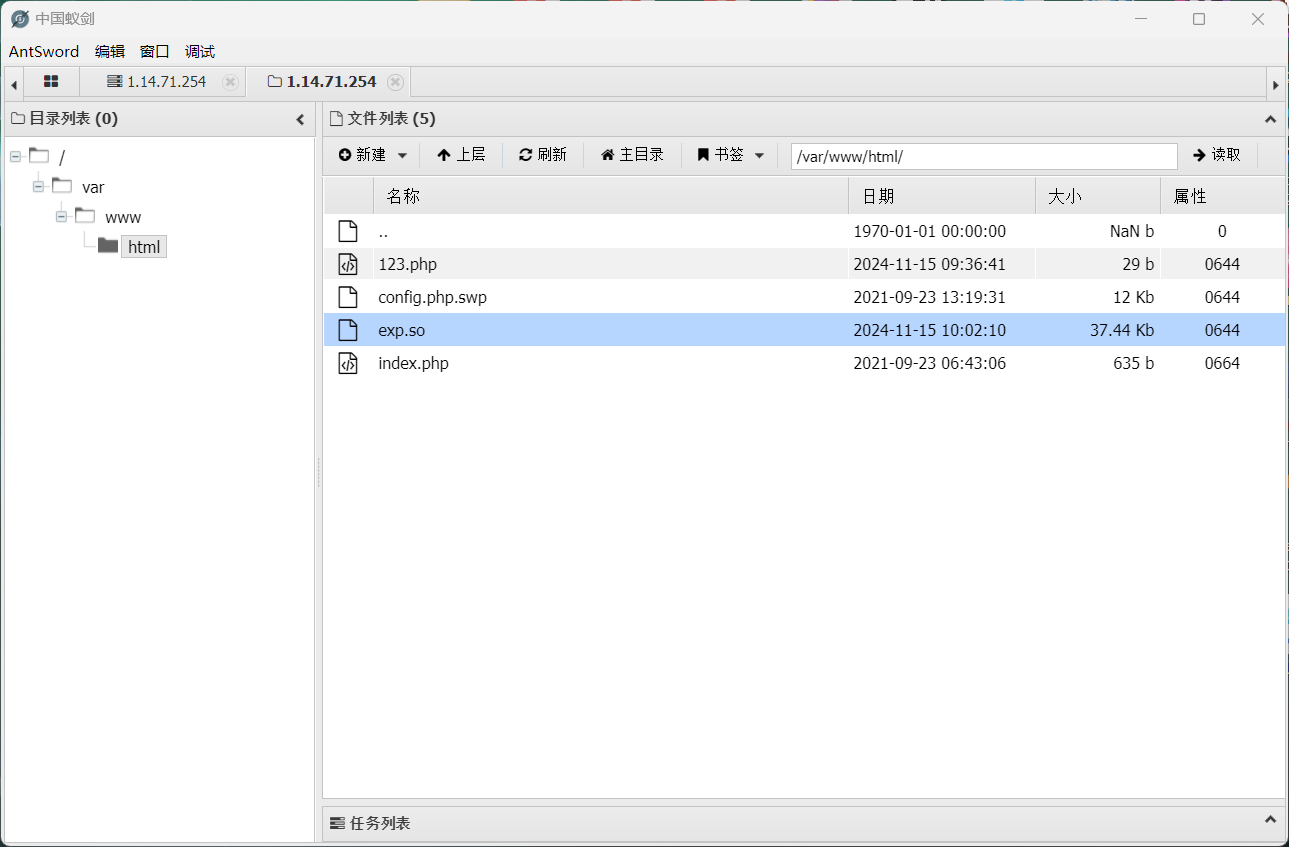 中国蚁剑
AntSword 编辑 窗口 调试
1.14.71.254 1.14.71.254
目录列表 (0) 文件列表 (5)
新建 上层 刷新 主目录 书签 /var/www/html/ 读取
/
var
www
html
名称 日期 大小 属性
.. 1970-01-01 00:00:00 NaN b 0
123.php 2024-11-15 09:36:41 29 b 0644
config.php.swp 2021-09-23 13:19:31 12 Kb 0644
exp.so 2024-11-15 10:02:10 37.44 Kb 0644
index.php 2021-09-23 06:43:06 635 b 0664
任务列表